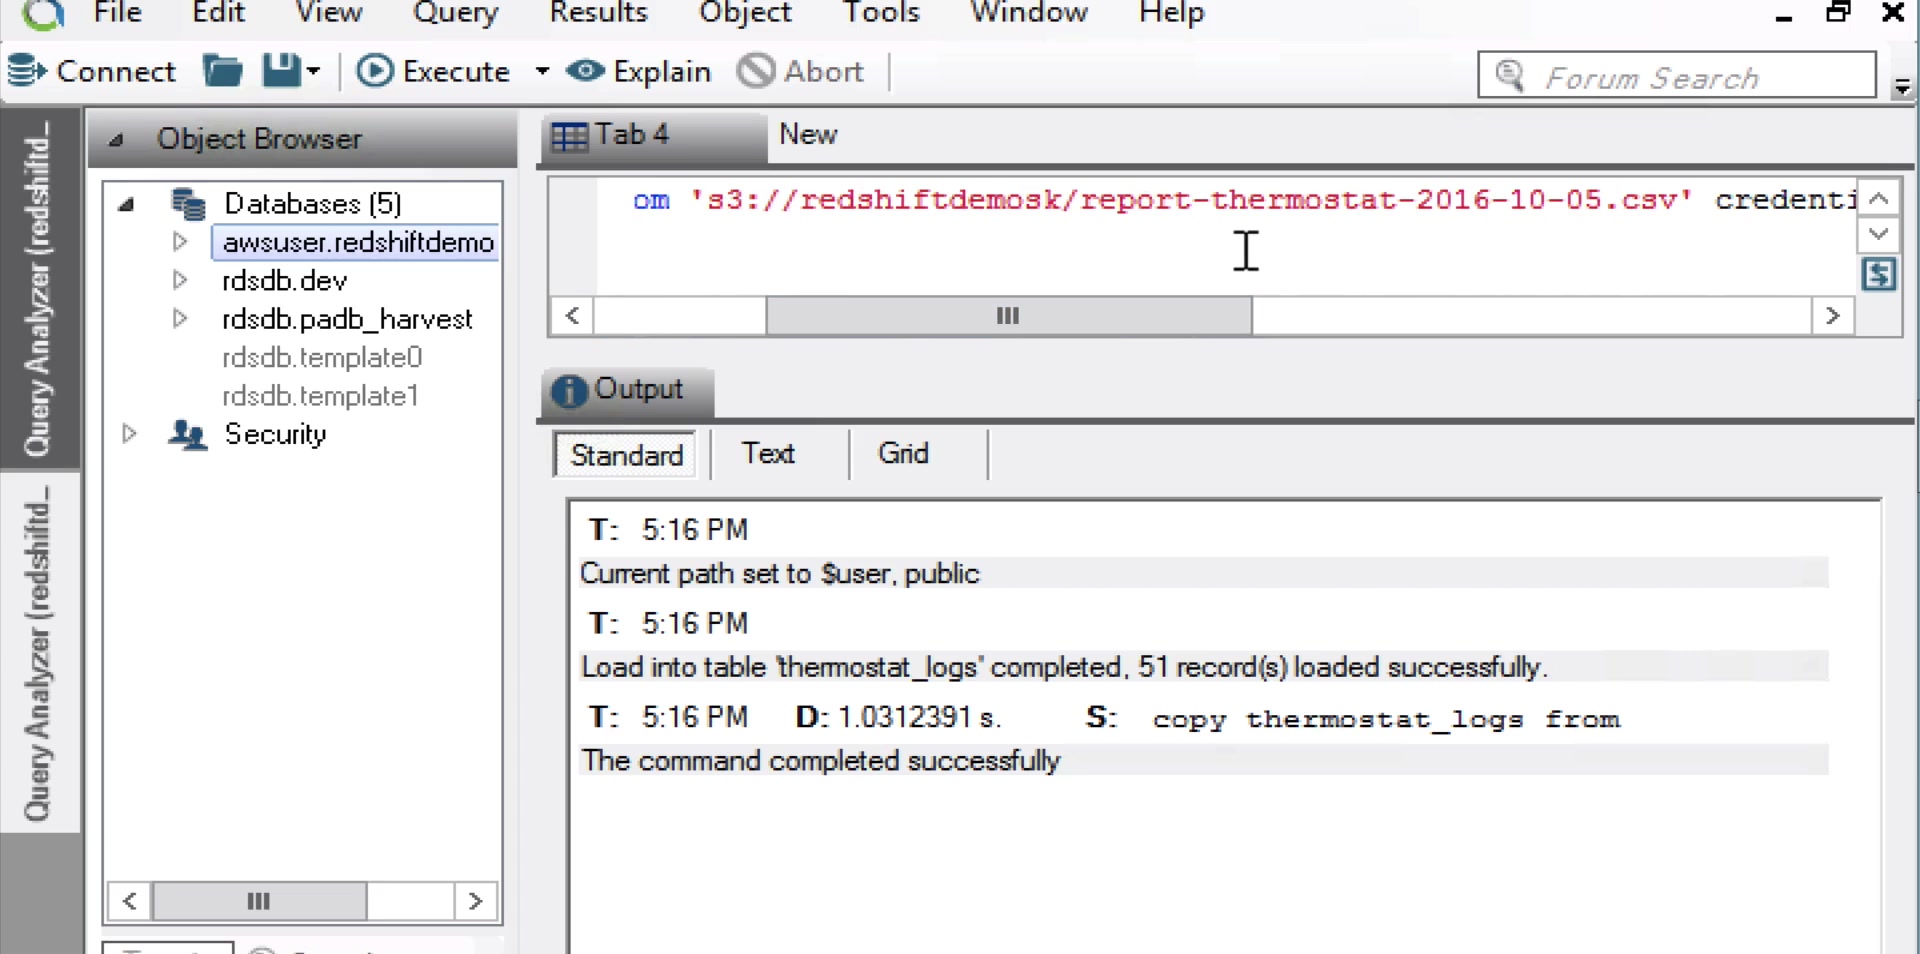 File Edit View Query Results Object Tools Window Help
Connect Execute Explain Abort Forum Search
Query Analyzer (redshiftd...
Query Analyzer (redshiftd...
Object Browser
Databases (5)
awsuser.redshiftdemo
rdsdb.dev
rdsdb.padb_harvest
rdsdb.template0
rdsdb.template1
Security
Tab 4 New
om 's3://redshiftdemosk/report-thermostat-2016-10-05.csv' credenti
Output
Standard Text Grid
T: 5:16 PM
Current path set to $user, public
T: 5:16 PM
Load into table 'thermostat_logs' completed, 51 record(s) loaded successfully.
T: 5:16 PM D: 1.0312391 s. S: copy thermostat_logs from
The command completed successfully